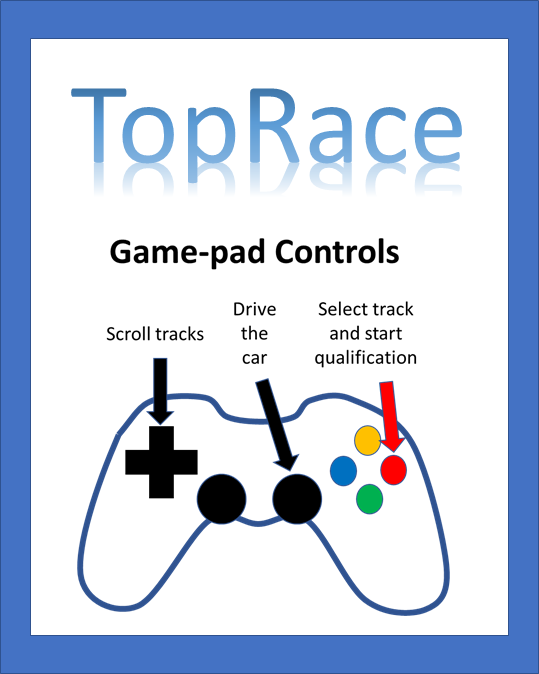 TopRace
Game-pad Controls
Scroll tracks
Drive
the
car
Select track
and start
qualification